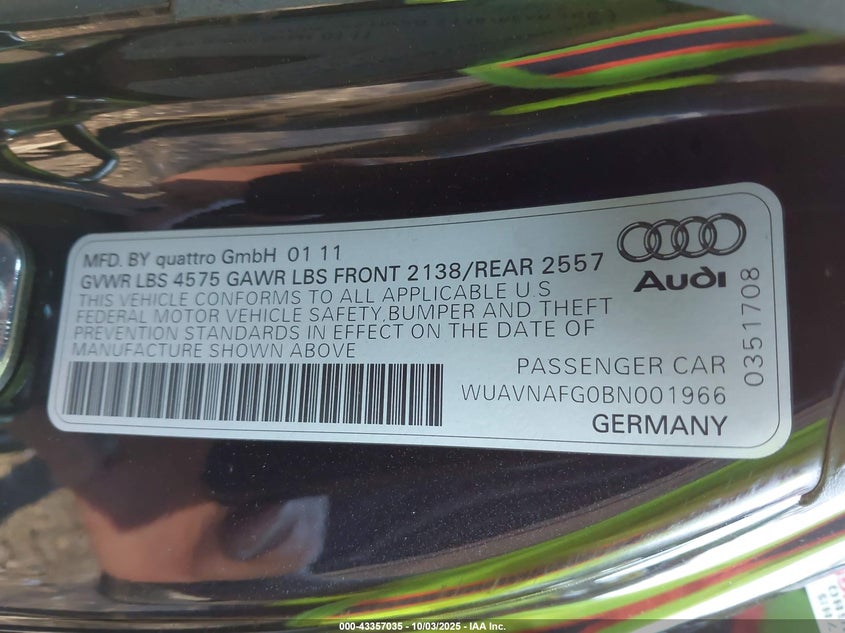 MFD. BY quattro GmbH 01 11
GVWR LBS 4575 GAWR LBS FRONT 2138/REAR 2557
THIS VEHICLE CONFORMS TO ALL APPLICABLE U.S
FEDERAL MOTOR VEHICLE SAFETY,BUMPER AND THEFT
PREVENTION STANDARDS IN EFFECT ON THE DATE OF
MANUFACTURE SHOWN ABOVE
Audi
0351708
PASSENGER CAR
WUAVNAFG0BN001966
GERMANY
000-43357035 - 10/03/2025 - IAA Inc.